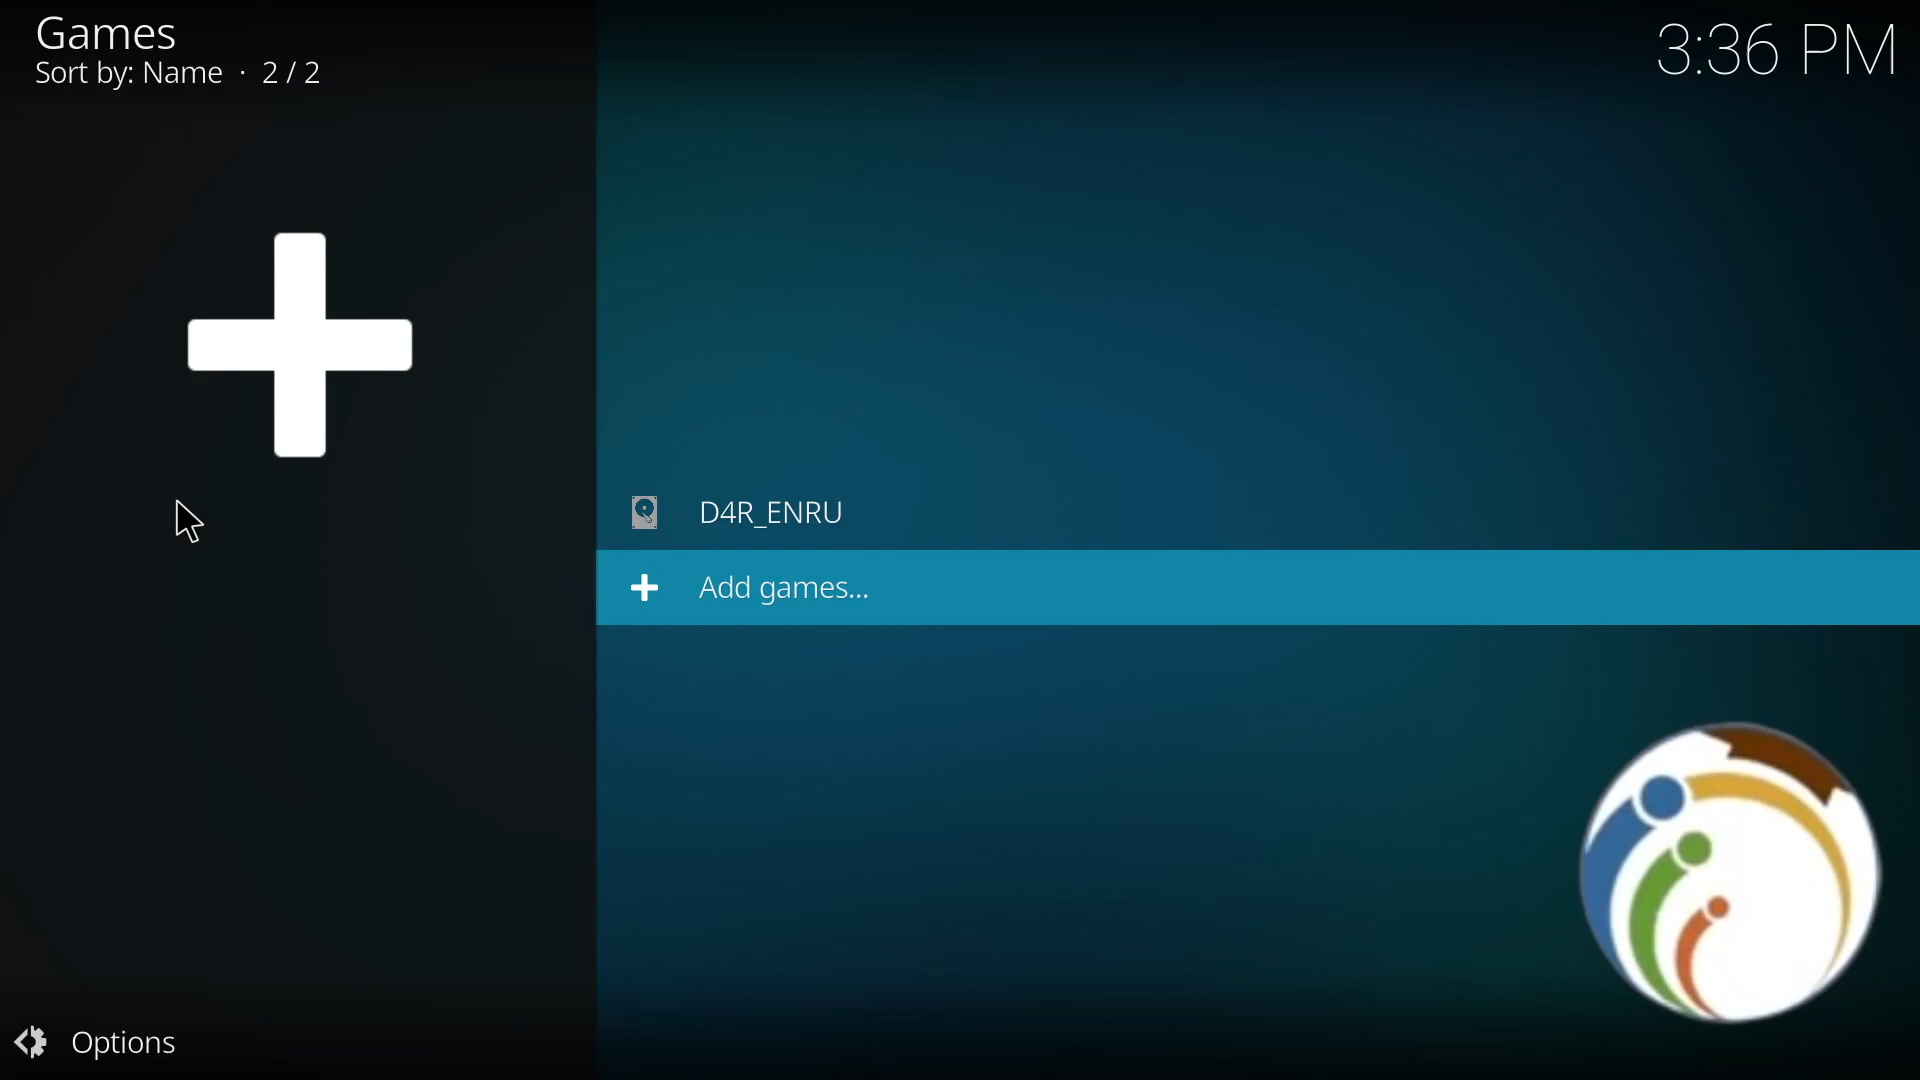 Games
Sort by: Name · 2 / 2
3:36 PM
D4R_ENRU
Add games...
Options